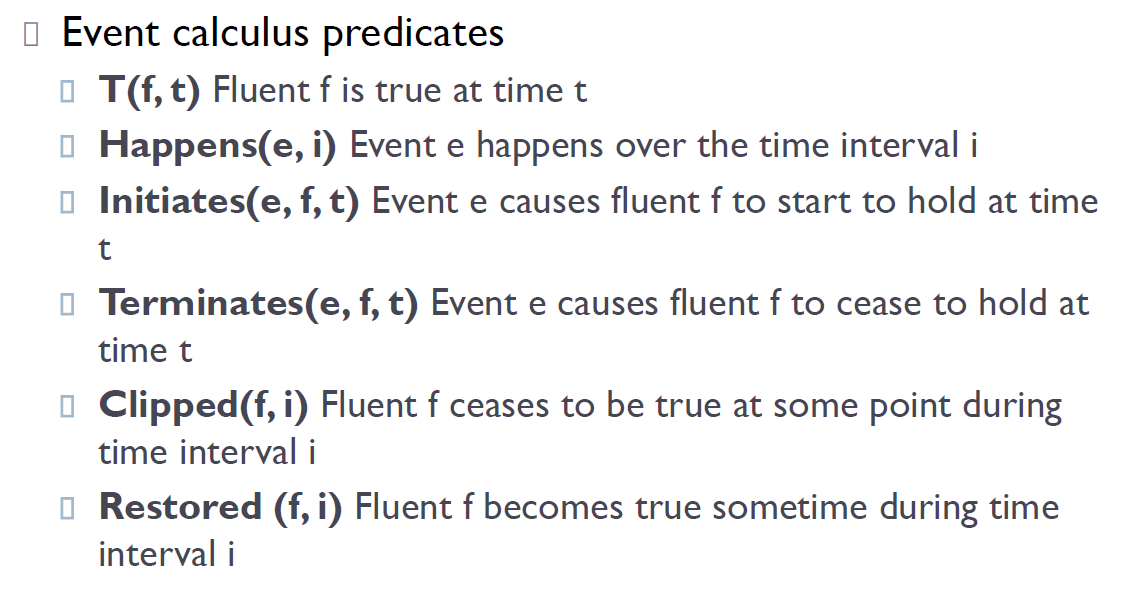 Event calculus predicates
T(f, t) Fluent f is true at time t
Happens(e, i) Event e happens over the time interval i
Initiates(e, f, t) Event e causes fluent f to start to hold at time
t
Terminates(e, f, t) Event e causes fluent f to cease to hold at
time t
Clipped(f, i) Fluent f ceases to be true at some point during
time interval i
Restored (f, i) Fluent f becomes true sometime during time
interval i